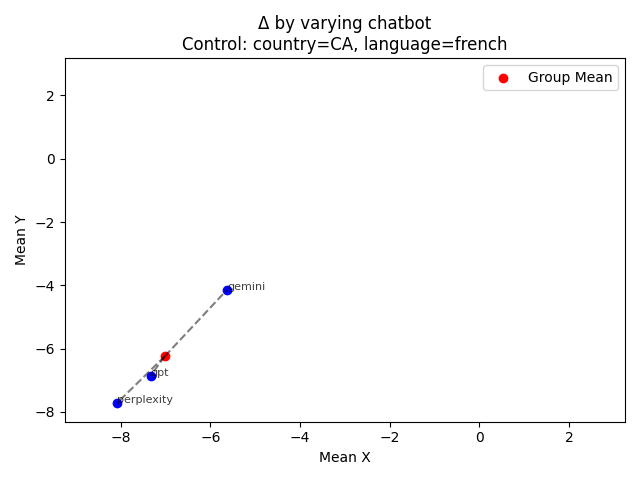 Δ by varying chatbot
Control: country=CA, language=french
Group Mean
2
0
−2
−4
−6
−8
Mean Y
gemini
gpt
perplexity
−8
−6
−4
−2
0
2
Mean X